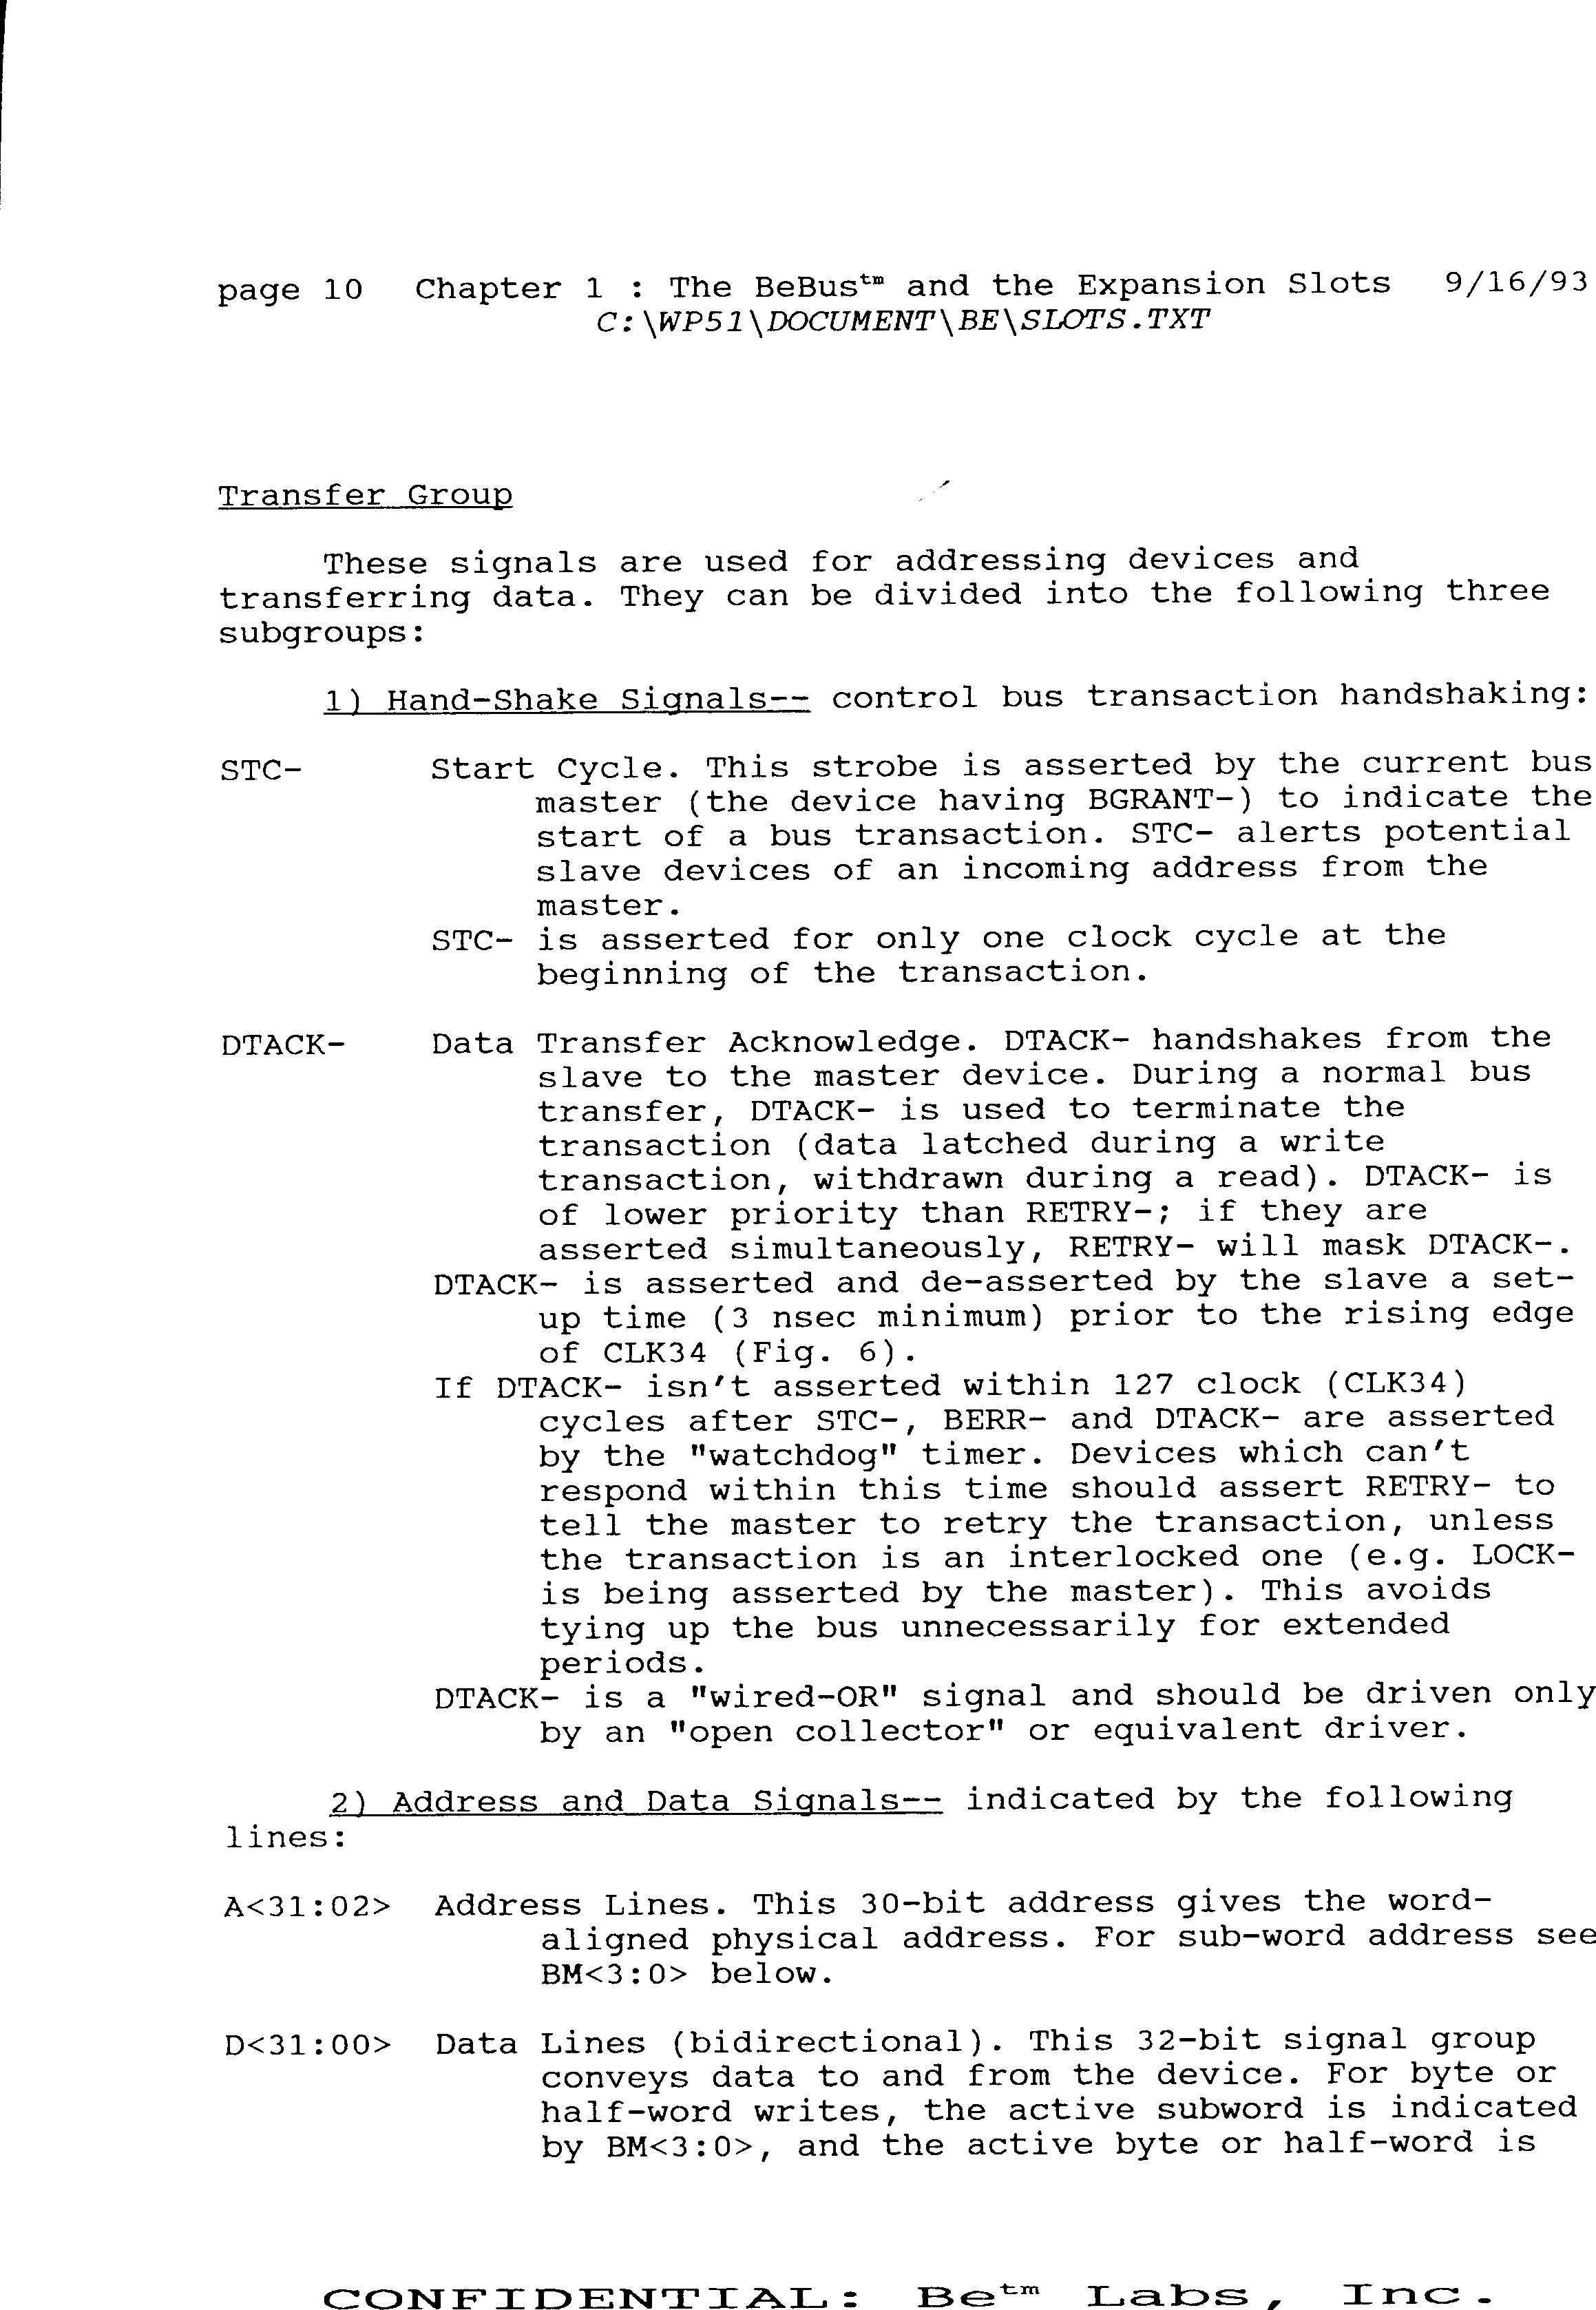 page 10 Chapter 1 : The BeBus™ and the Expansion Slots 9/16/93
C:\WP51\DOCUMENT\BE\SLOTS.TXT
Transfer Group
These signals are used for addressing devices and
transferring data. They can be divided into the following three
subgroups:
1) Hand-Shake Signals-- control bus transaction handshaking:
STC- Start Cycle. This strobe is asserted by the current bus
master (the device having BGRANT-) to indicate the
start of a bus transaction. STC- alerts potential
slave devices of an incoming address from the
master.
STC- is asserted for only one clock cycle at the
beginning of the transaction.
DTACK- Data Transfer Acknowledge. DTACK- handshakes from the
slave to the master device. During a normal bus
transfer, DTACK- is used to terminate the
transaction (data latched during a write
transaction, withdrawn during a read). DTACK- is
of lower priority than RETRY-; if they are
asserted simultaneously, RETRY- will mask DTACK-.
DTACK- is asserted and de-asserted by the slave a set-
up time (3 nsec minimum) prior to the rising edge
of CLK34 (Fig. 6).
If DTACK- isn't asserted within 127 clock (CLK34)
cycles after STC-, BERR- and DTACK- are asserted
by the "watchdog" timer. Devices which can't
respond within this time should assert RETRY- to
tell the master to retry the transaction, unless
the transaction is an interlocked one (e.g. LOCK-
is being asserted by the master). This avoids
tying up the bus unnecessarily for extended
periods.
DTACK- is a "wired-OR" signal and should be driven only
by an "open collector" or equivalent driver.
2) Address and Data Signals-- indicated by the following
lines:
A<31:02> Address Lines. This 30-bit address gives the word-
aligned physical address. For sub-word address see
BM<3:0> below.
D<31:00> Data Lines (bidirectional). This 32-bit signal group
conveys data to and from the device. For byte or
half-word writes, the active subword is indicated
by BM<3:0>, and the active byte or half-word is
CONFIDENTIAL: Be™ Labs, Inc.